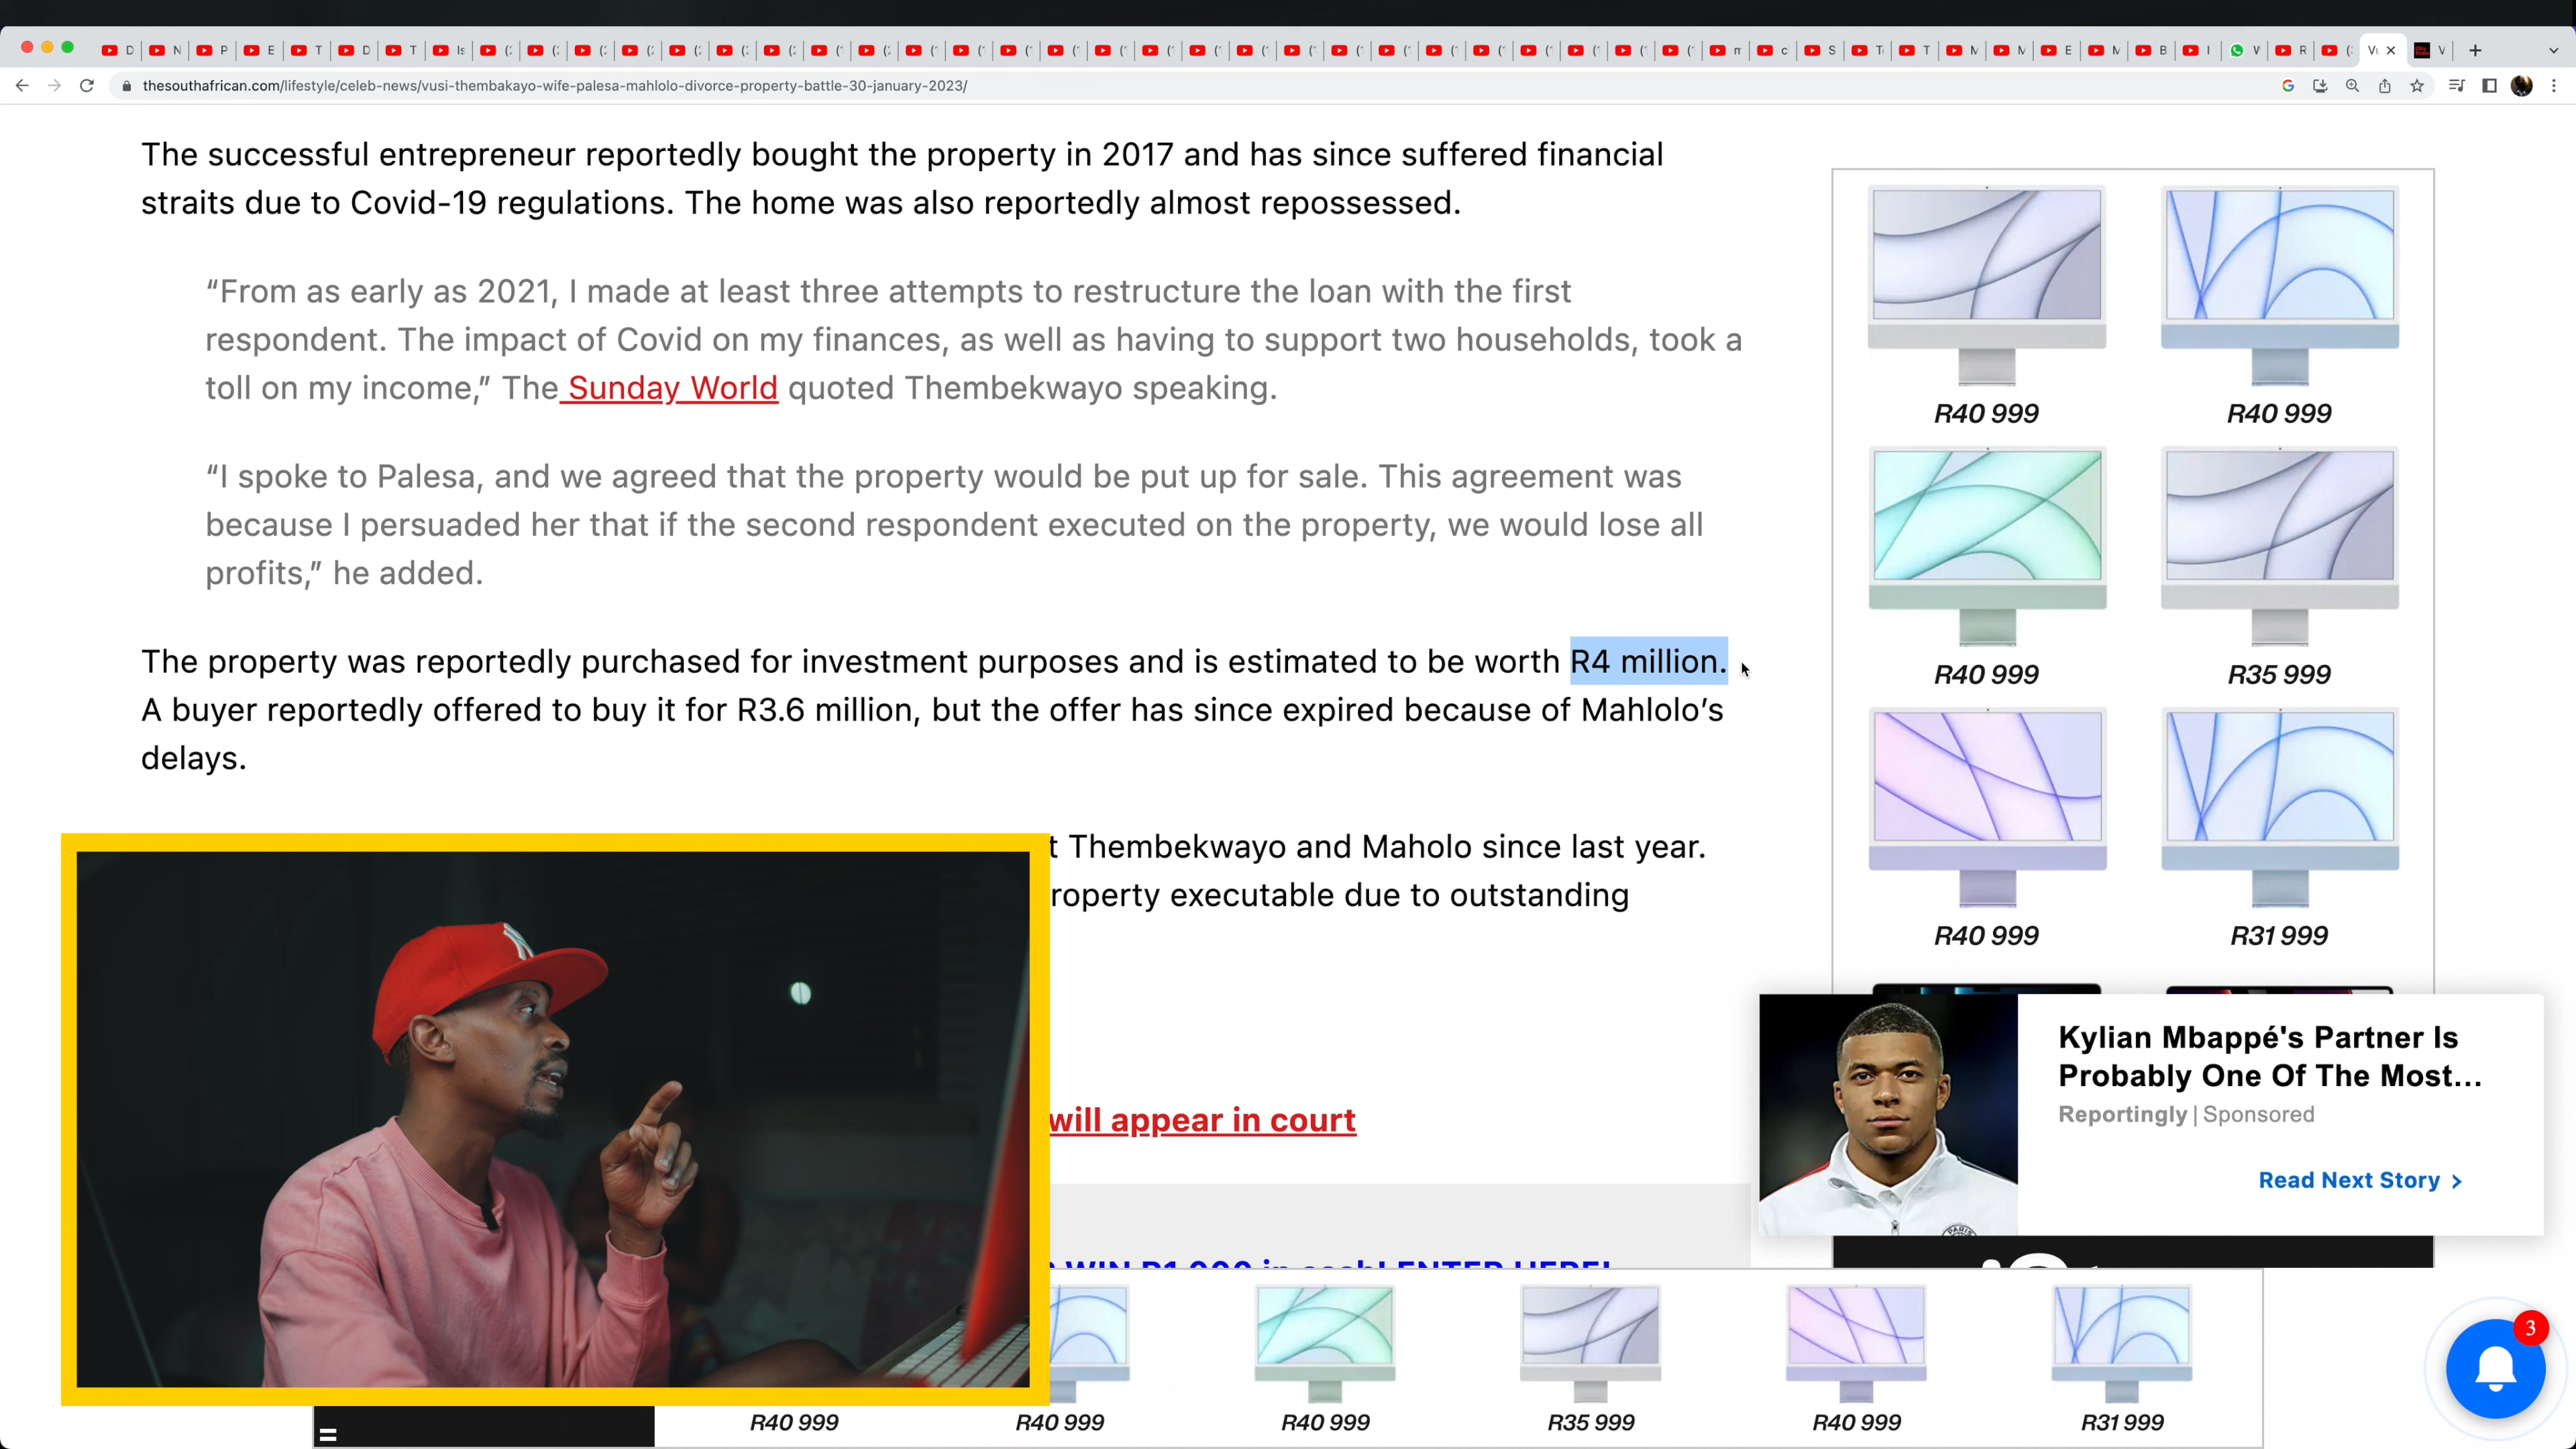 D N P E T D T Is
thesouthafrican.com/lifestyle/celeb-news/vusi-thembakayo-wife-palesa-mahlolo-divorce-property-battle-30-january-2023/
The successful entrepreneur reportedly bought the property in 2017 and has since suffered financial
straits due to Covid-19 regulations. The home was also reportedly almost repossessed.
“From as early as 2021, I made at least three attempts to restructure the loan with the first
respondent. The impact of Covid on my finances, as well as having to support two households, took a
toll on my income,” The Sunday World quoted Thembekwayo speaking.
“I spoke to Palesa, and we agreed that the property would be put up for sale. This agreement was
because I persuaded her that if the second respondent executed on the property, we would lose all
profits,” he added.
The property was reportedly purchased for investment purposes and is estimated to be worth R4 million.
A buyer reportedly offered to buy it for R3.6 million, but the offer has since expired because of Mahlolo’s
delays.
t Thembekwayo and Maholo since last year.
roperty executable due to outstanding
will appear in court
WIN R1 000 in cash! ENTER HERE!
R40 999 R40 999
R40 999 R35 999
R40 999 R31 999
Kylian Mbappé's Partner Is
Probably One Of The Most...
Reportingly | Sponsored
Read Next Story >
PARIS
3
R40 999 R40 999 R40 999 R35 999 R40 999 R31 999